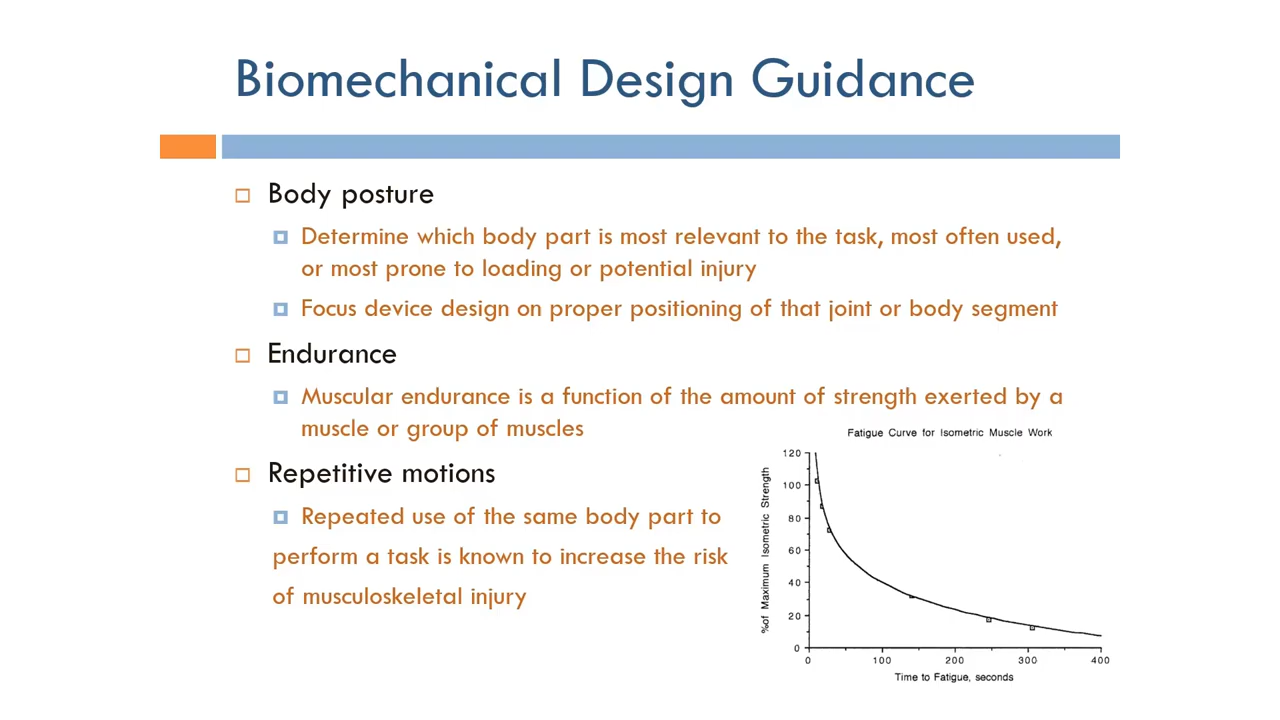 Biomechanical Design Guidance
Body posture
Determine which body part is most relevant to the task, most often used,
or most prone to loading or potential injury
Focus device design on proper positioning of that joint or body segment
Endurance
Muscular endurance is a function of the amount of strength exerted by a
muscle or group of muscles
Repetitive motions
Repeated use of the same body part to
perform a task is known to increase the risk
of musculoskeletal injury
Fatigue Curve for Isometric Muscle Work
%of Maximum Isometric Strength
120
100
80
60
40
20
0
0 100 200 300 400
Time to Fatigue, seconds